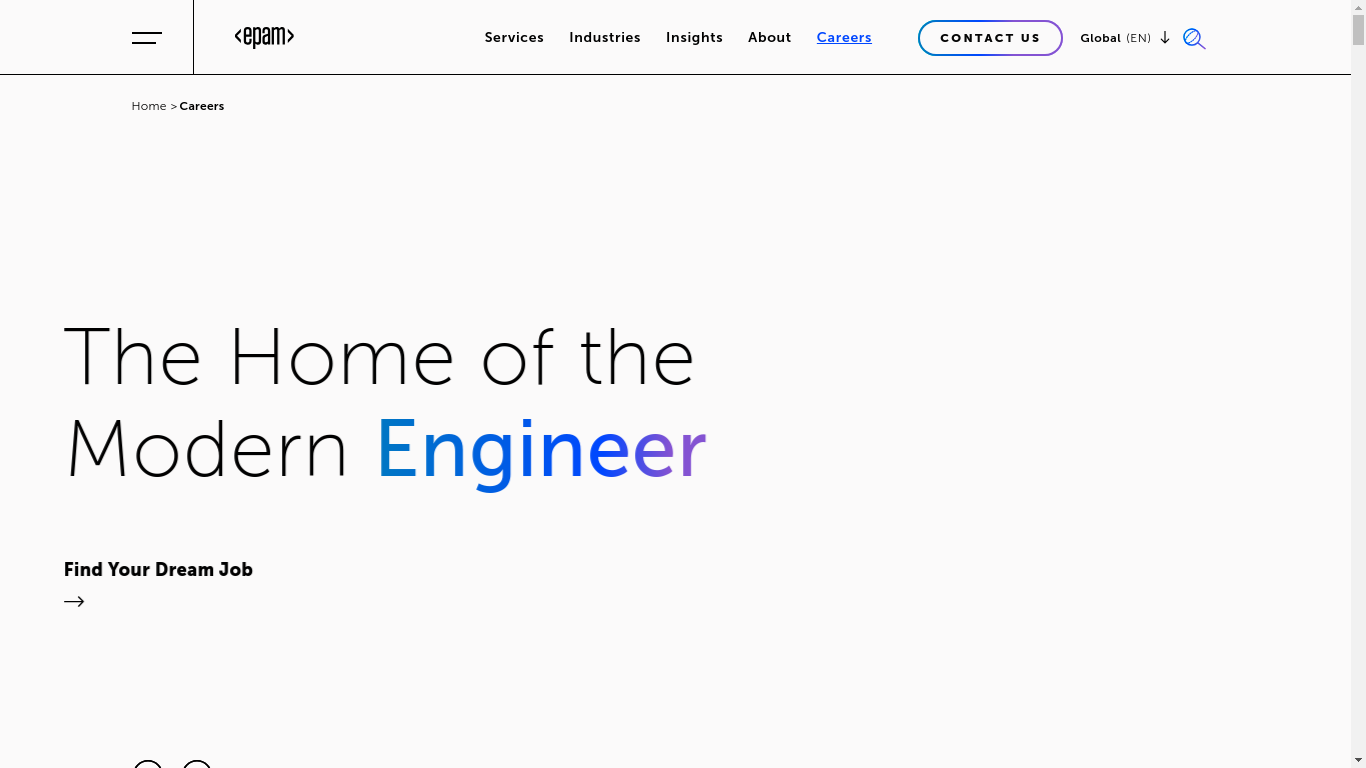 <epam>
Services Industries Insights About Careers
CONTACT US
Global (EN)
Home > Careers
The Home of the
Modern Engineer
Find Your Dream Job